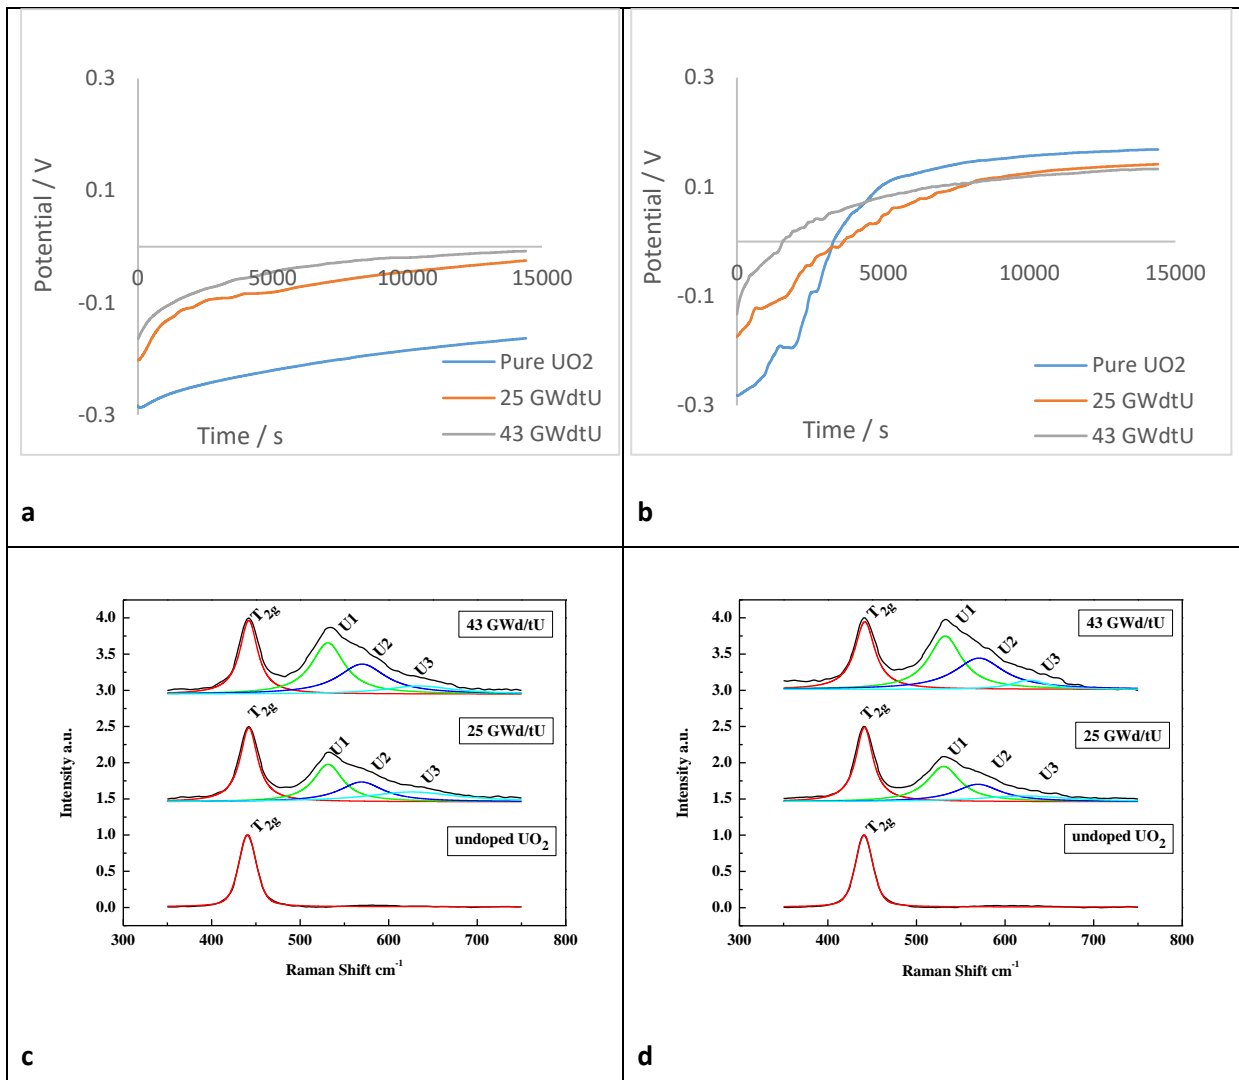 0.3
0.1
-0.1
-0.3
0
5000
10000
15000
Potential / V
Time / s
Pure UO2
25 GWdtU
43 GWdtU
a
0.3
0.1
-0.1
-0.3
0
5000
10000
15000
Potential / V
Time / s
Pure UO2
25 GWdtU
43 GWdtU
b
4.0
3.5
3.0
2.5
2.0
1.5
1.0
0.5
0.0
Intensity a.u.
T2g
U1
U2
U3
43 GWd/tU
T2g
U1
U2
U3
25 GWd/tU
T2g
undoped UO2
300 400 500 600 700 800
Raman Shift cm-1
c
4.0
3.5
3.0
2.5
2.0
1.5
1.0
0.5
0.0
Intensity a.u.
T2g
U1
U2
U3
43 GWd/tU
T2g
U1
U2
U3
25 GWd/tU
T2g
undoped UO2
300 400 500 600 700 800
Raman Shift cm-1
d